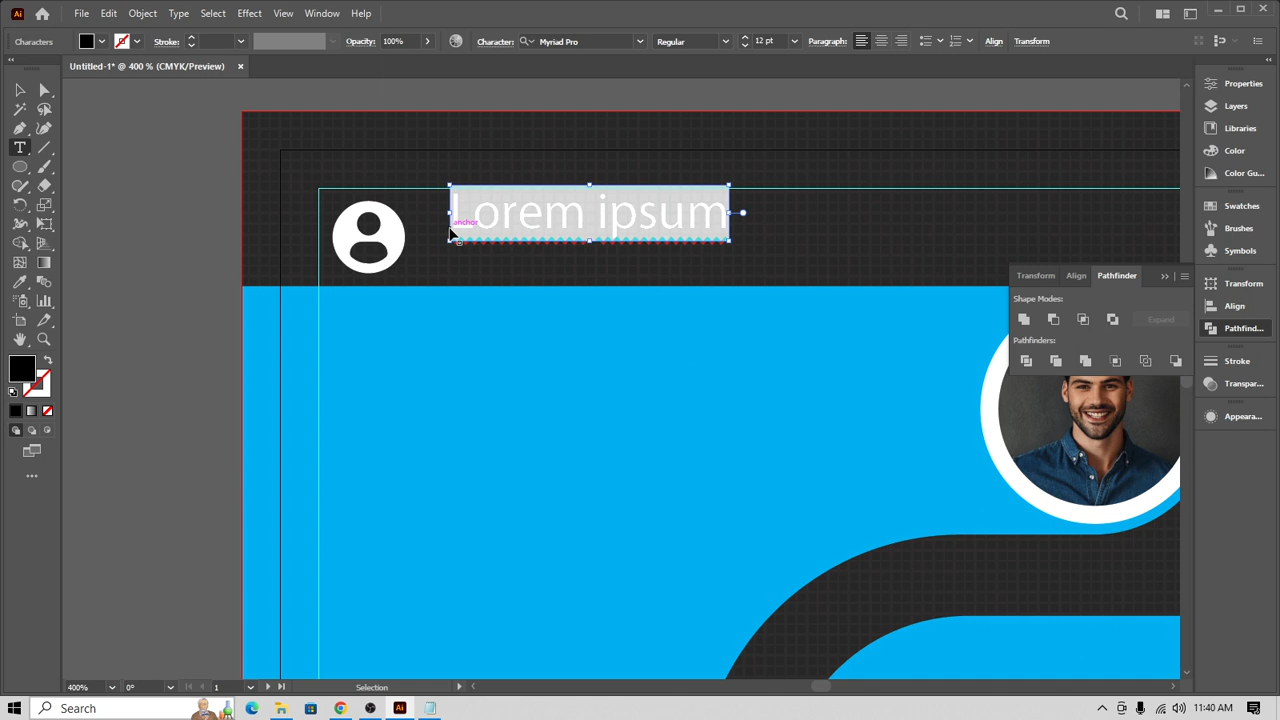 Ai File Edit Object Type Select Effect View Window Help
Characters Stroke: Opacity: 100% Character: Myriad Pro Regular 12 pt Paragraph: Align Transform
Untitled-1* @ 400 % (CMYK/Preview) ×
Lorem ipsum
anchor
Properties
Layers
Libraries
Color
Color Gu...
Swatches
Brushes
Symbols
Transform Align Pathfinder
Shape Modes:
Expand
Pathfinders:
Transform
Align
Pathfind...
Stroke
Transpar...
Appeara...
400% 0° 1 Selection
Search Ai 11:40 AM